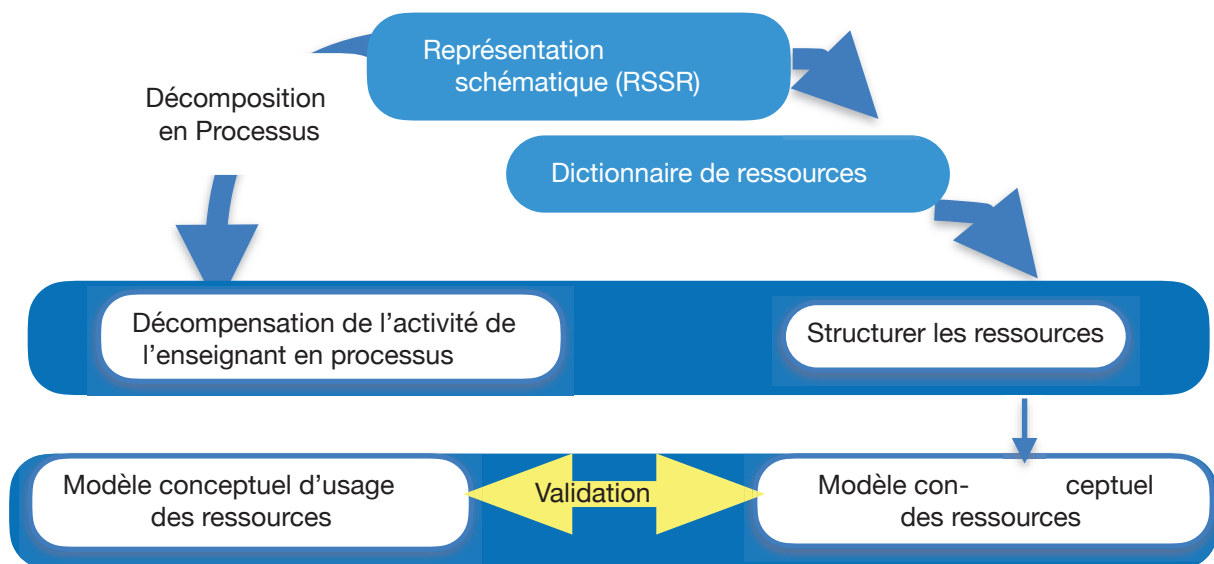 Représentation
schématique (RSSR)
Décomposition
en Processus
Dictionnaire de ressources
Décompensation de l’activité de
l’enseignant en processus
Structurer les ressources
Modèle conceptuel d’usage
des ressources
Validation
Modèle con- ceptuel
des ressources